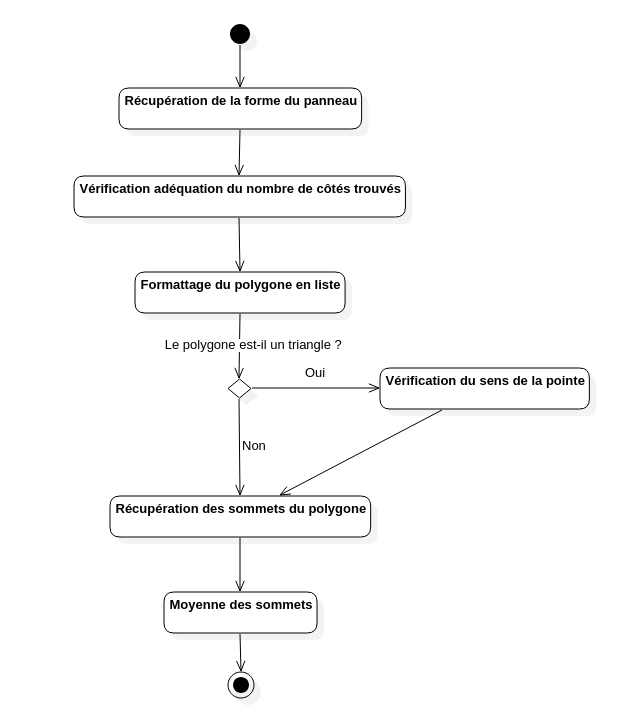 Récupération de la forme du panneau
Vérification adéquation du nombre de côtés trouvés
Formattage du polygone en liste
Le polygone est-il un triangle ?
Oui
Vérification du sens de la pointe
Non
Récupération des sommets du polygone
Moyenne des sommets